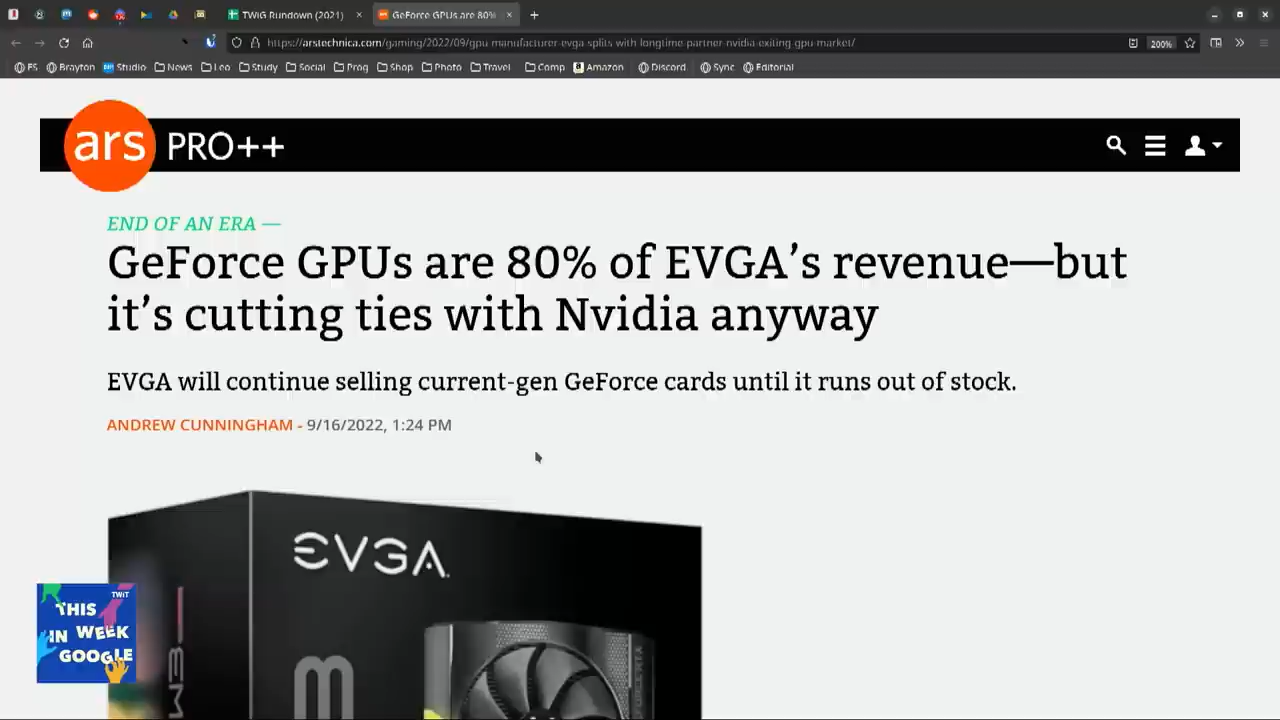 TWiG Rundown (2021)
GeForce GPUs are 80%
https://arstechnica.com/gaming/2022/09/gpu-manufacturer-evga-splits-with-longtime-partner-nvidia-exiting-gpu-market/
200%
FS Brayton Studio News Leo Study Social Prog Shop Photo Travel Comp Amazon Discord Sync Editorial
ars PRO++
END OF AN ERA —
GeForce GPUs are 80% of EVGA’s revenue—but
it’s cutting ties with Nvidia anyway
EVGA will continue selling current-gen GeForce cards until it runs out of stock.
ANDREW CUNNINGHAM - 9/16/2022, 1:24 PM
EVGA
TWiT
THIS
IN WEEK
GOOGLE